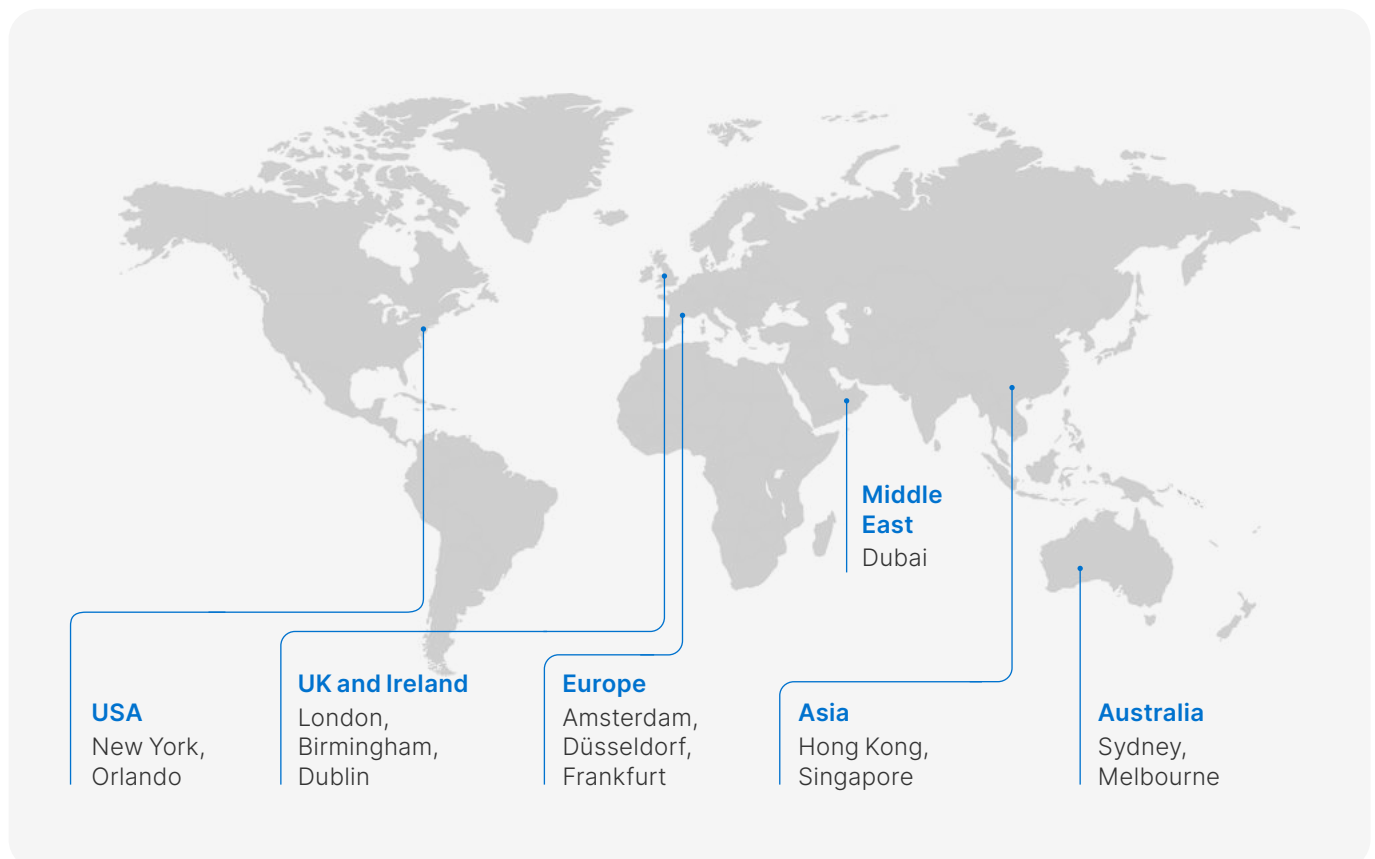 Middle
East
Dubai
USA
New York,
Orlando
UK and Ireland
London,
Birmingham,
Dublin
Europe
Amsterdam,
Düsseldorf,
Frankfurt
Asia
Hong Kong,
Singapore
Australia
Sydney,
Melbourne